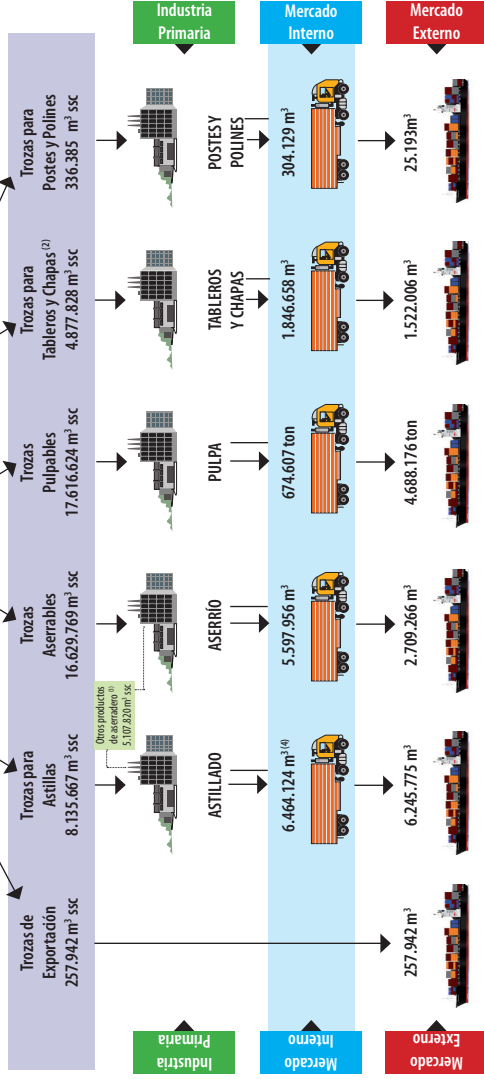 Trozas de
Exportación
257.942 m³ ssc
Trozas para
Astillas
8.135.667 m³ ssc
Trozas
Aserrables
16.629.769 m³ ssc
Trozas
Pulpables
17.616.624 m³ ssc
Trozas para
Tableros y Chapas (2)
4.877.828 m³ ssc
Trozas para
Postes y Polines
336.385 m³ ssc
Otros productos
de aserradero (1)
5.107.820 m³ ssc
Industria
Primaria
ASTILLADO
ASERRÍO
PULPA
TABLEROS
Y CHAPAS
POSTES Y
POLINES
Industria
Primaria
Mercado
Interno
6.464.124 m³ (4)
5.597.956 m³
674.607 ton
1.846.658 m³
304.129 m³
Mercado
Interno
Mercado
Externo
257.942 m³
6.245.775 m³
2.709.266 m³
4.688.176 ton
1.522.006 m³
25.193m³
Mercado
Externo